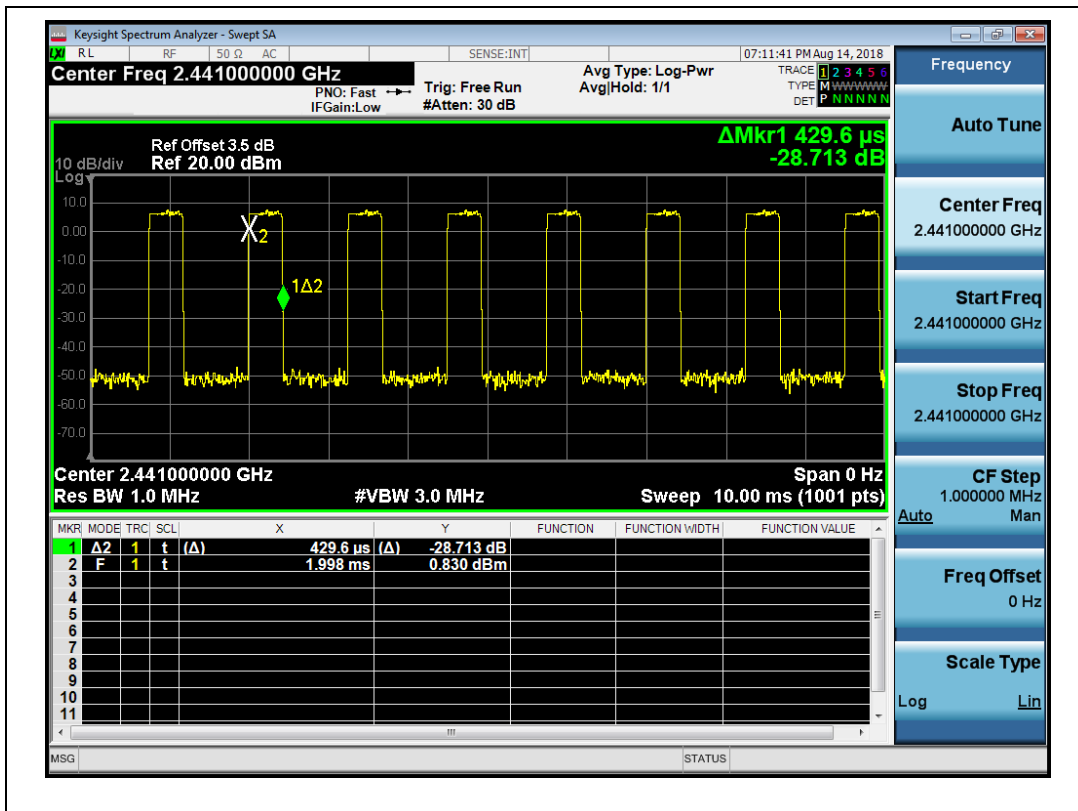 Keysight Spectrum Analyzer - Swept SA
LXI RL RF 50 Ω AC SENSE:INT 07:11:41 PM Aug 14, 2018
Center Freq 2.441000000 GHz
PNO: Fast
IFGain:Low
Trig: Free Run
#Atten: 30 dB
Avg Type: Log-Pwr
Avg|Hold: 1/1
TRACE 1 2 3 4 5 6
TYPE M W W W W W
DET P N N N N N
Frequency
Auto Tune
Center Freq
2.441000000 GHz
Start Freq
2.441000000 GHz
Stop Freq
2.441000000 GHz
CF Step
1.000000 MHz
Auto Man
Freq Offset
0 Hz
Scale Type
Log Lin
ΔMkr1 429.6 µs
-28.713 dB
Ref Offset 3.5 dB
10 dB/div Ref 20.00 dBm
Log
10.0
0.00
-10.0
-20.0
-30.0
-40.0
-50.0
-60.0
-70.0
X2
1Δ2
Center 2.441000000 GHz Span 0 Hz
Res BW 1.0 MHz #VBW 3.0 MHz Sweep 10.00 ms (1001 pts)
MKR MODE TRC SCL X Y FUNCTION FUNCTION WIDTH FUNCTION VALUE
1 Δ2 1 t (Δ) 429.6 µs (Δ) -28.713 dB
2 F 1 t 1.998 ms 0.830 dBm
3
4
5
6
7
8
9
10
11
MSG STATUS